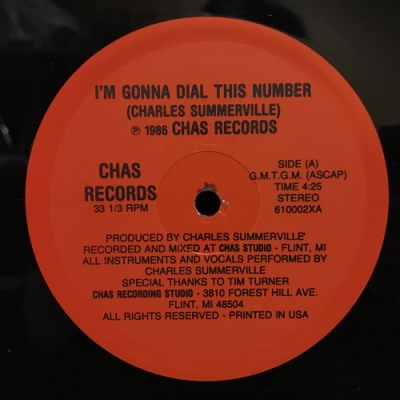 I'M GONNA DIAL THIS NUMBER
(CHARLES SUMMERVILLE)
℗ 1986 CHAS RECORDS
CHAS
RECORDS
33 1/3 RPM
SIDE (A)
G.M.T.G.M. (ASCAP)
TIME 4:25
STEREO
610002XA
PRODUCED BY CHARLES SUMMERVILLE
RECORDED AND MIXED AT CHAS STUDIO - FLINT, MI
ALL INSTRUMENTS AND VOCALS PERFORMED BY
CHARLES SUMMERVILLE
SPECIAL THANKS TO TIM TURNER
CHAS RECORDING STUDIO - 3810 FOREST HILL AVE.
FLINT, MI 48504
ALL RIGHTS RESERVED - PRINTED IN USA